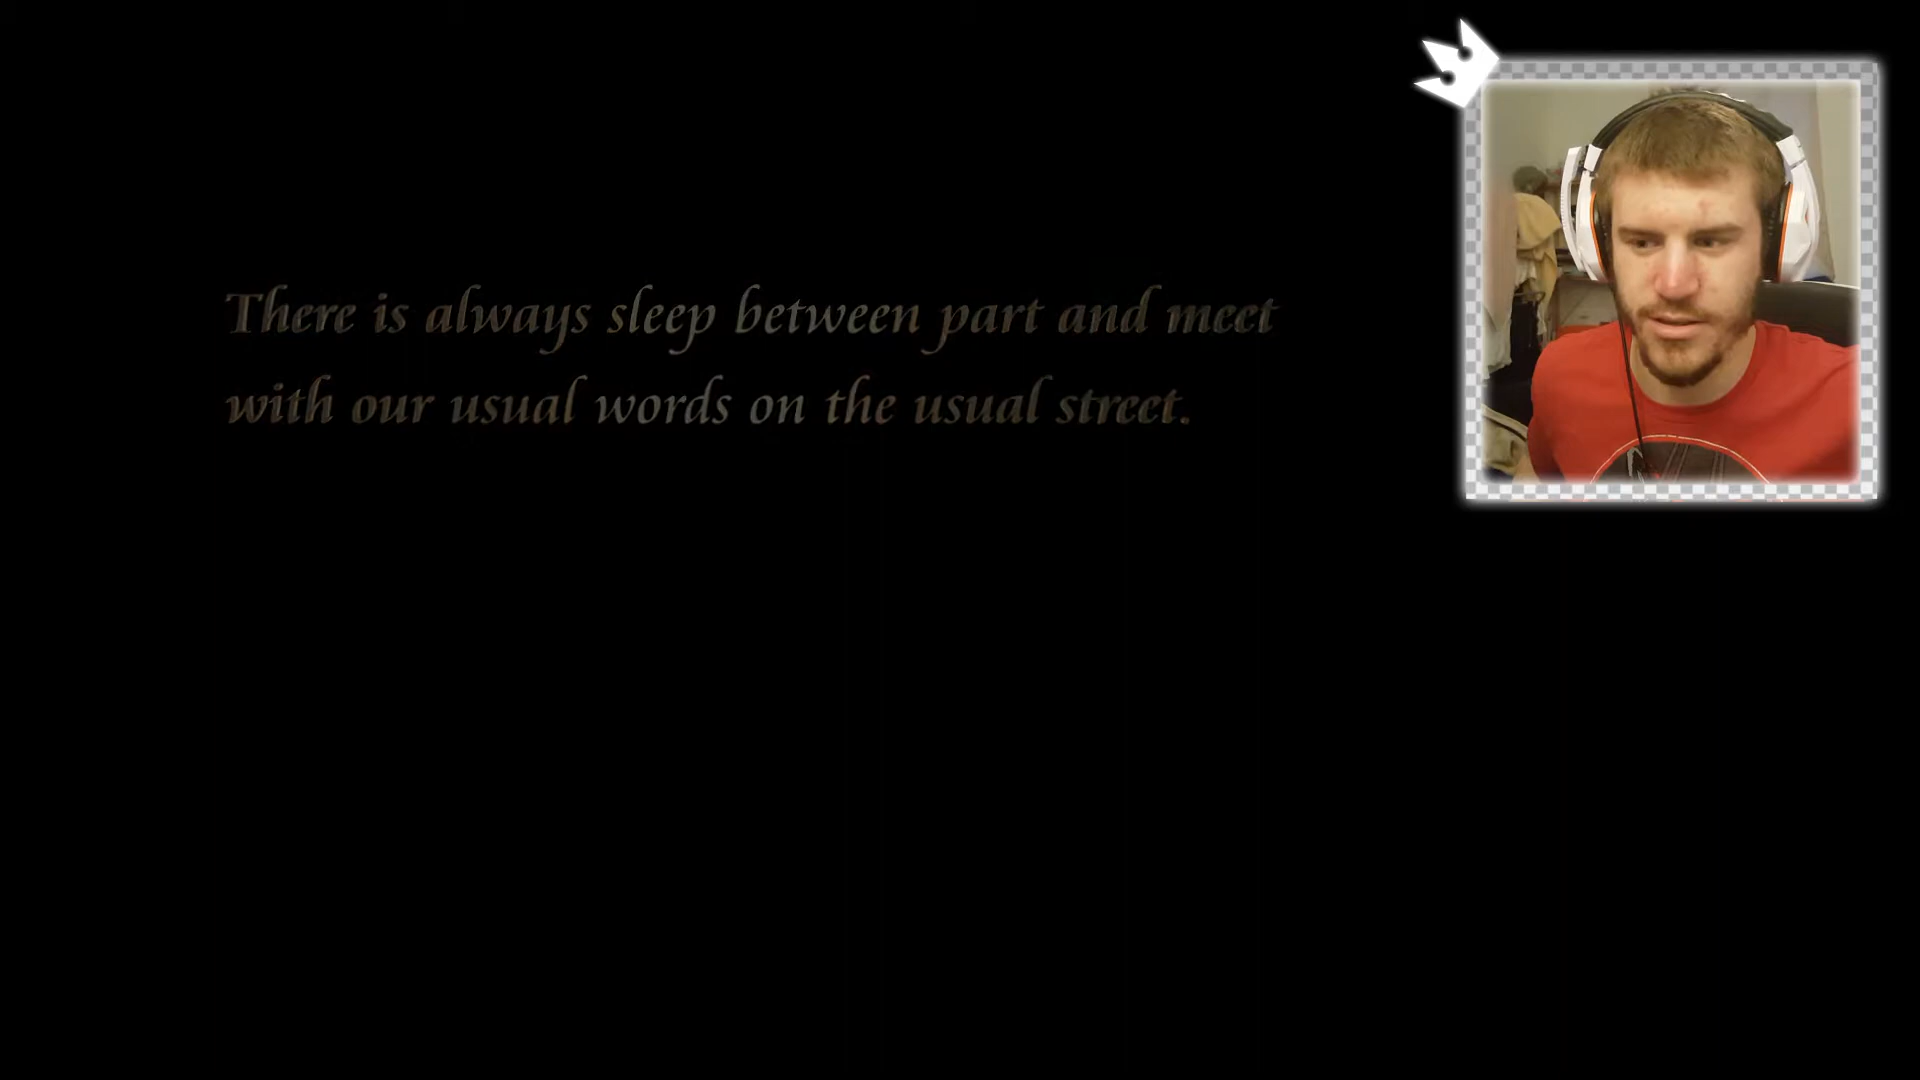 There is always sleep between part and meet
with our usual words on the usual street.